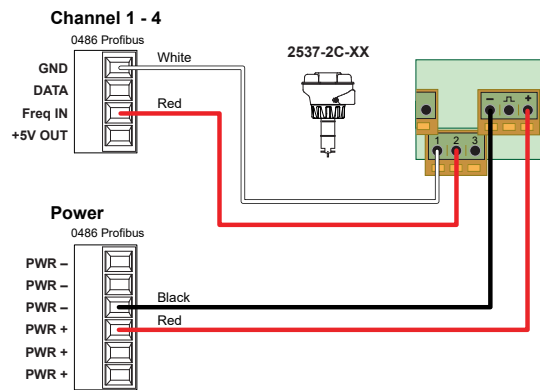 Channel 1 - 4
0486 Profibus
GND
White
DATA
Freq IN
Red
+5V OUT
2537-2C-XX
– +
1 2 3
Power
0486 Profibus
PWR –
PWR –
PWR –
Black
PWR +
Red
PWR +
PWR +